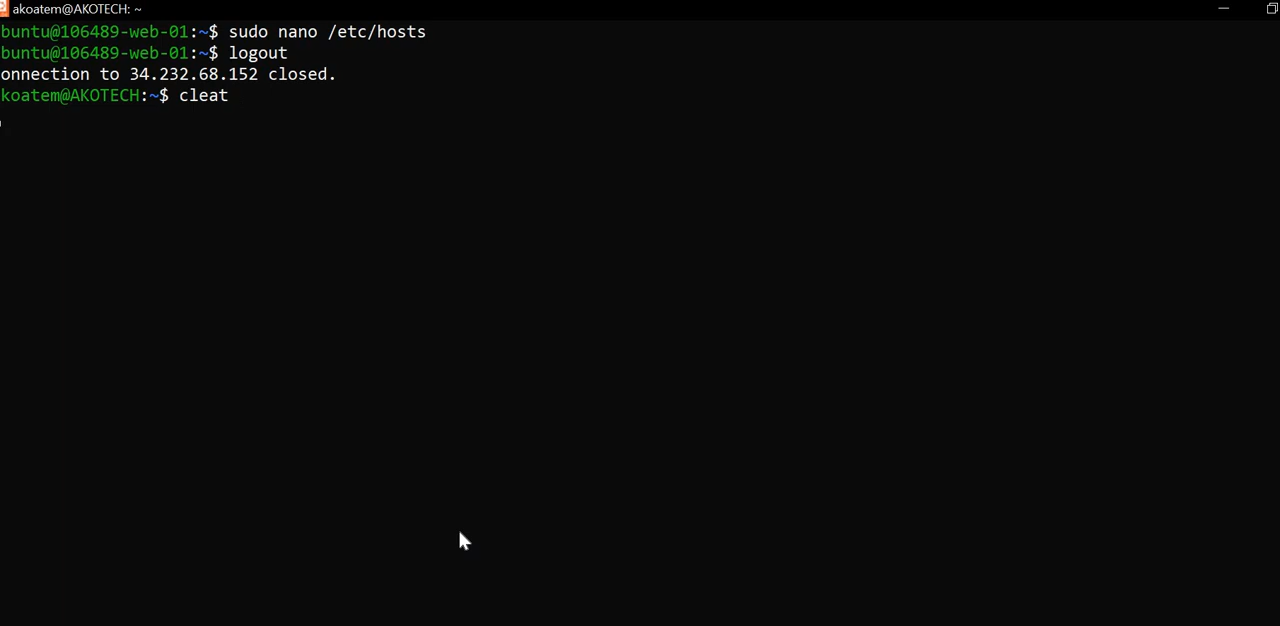 akoatem@AKOTECH: ~
buntu@106489-web-01:~$ sudo nano /etc/hosts
buntu@106489-web-01:~$ logout
onnection to 34.232.68.152 closed.
koatem@AKOTECH:~$ cleat